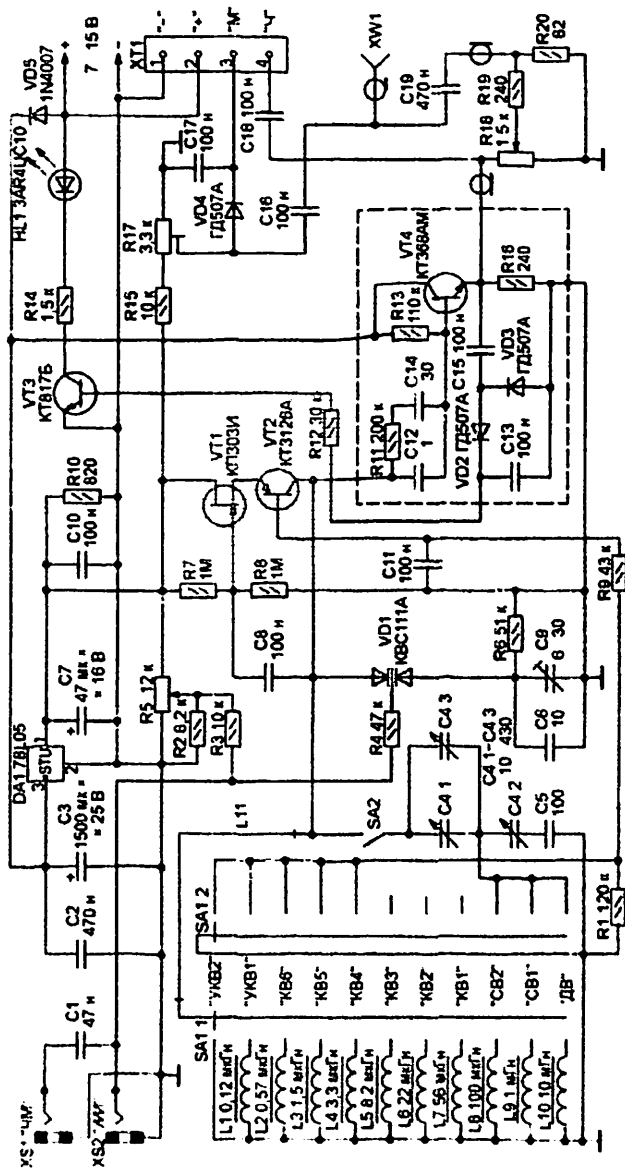 XS1 "ЧМ"
XS2 "АМ"
C1
47 н
C2
470 н
C3
1500 мк ×
× 25 В
DA1 78L05
3
STU
1
2
C7
47 мк ×
× 16 В
C10
100 н
R10
820
VT3
КТ817Б
R14
1,5 к
HL1 3AR4UC10
VD5
1N4007
+
7 15 В
-
XT1
"-"
"+"
"М"
"Ч"
1
2
3
4
R5 12 к
R2 8,2 к
R3 10 к
R7
1М
R8
1М
C8
100 н
VT1
КП303И
VT2
КТ3126А
R15
10 к
R17
3,3 к
C17
100 н
VD4
ГД507А
C16
100 н
C18 100 н
XW1
C19
470 н
R20
82
R19
240
R18
1 5 к
R12 30 к
R11 200 к
C12
1
C14
30
R13
110 к
VT4
КТ368АМ
R16
240
C15 100 н
VD3
ГД507А
VD2 ГД507А
C13
100 н
R4 47 к
VD1
КВС111А
C11
100 н
R6 51 к
C9
6 30
C6
10
R9 43 к
L11
SA2
C4 1
C4 2
C4 3
C4 1-C4 3
10 430
C5
100
R1 120 к
SA1 1
SA1 2
"УКВ2"
"УКВ1"
"КВ6"
"КВ5"
"КВ4"
"КВ3"
"КВ2"
"КВ1"
"СВ2"
"СВ1"
"ДВ"
L1 0,12 мкГн
L2 0,57 мкГн
L3 1,5 мкГн
L4 3,3 мкГн
L5 8,2 мкГн
L6 22 мкГн
L7 56 мкГн
L8 100 мкГн
L9 1 мГн
L10 10 мГн